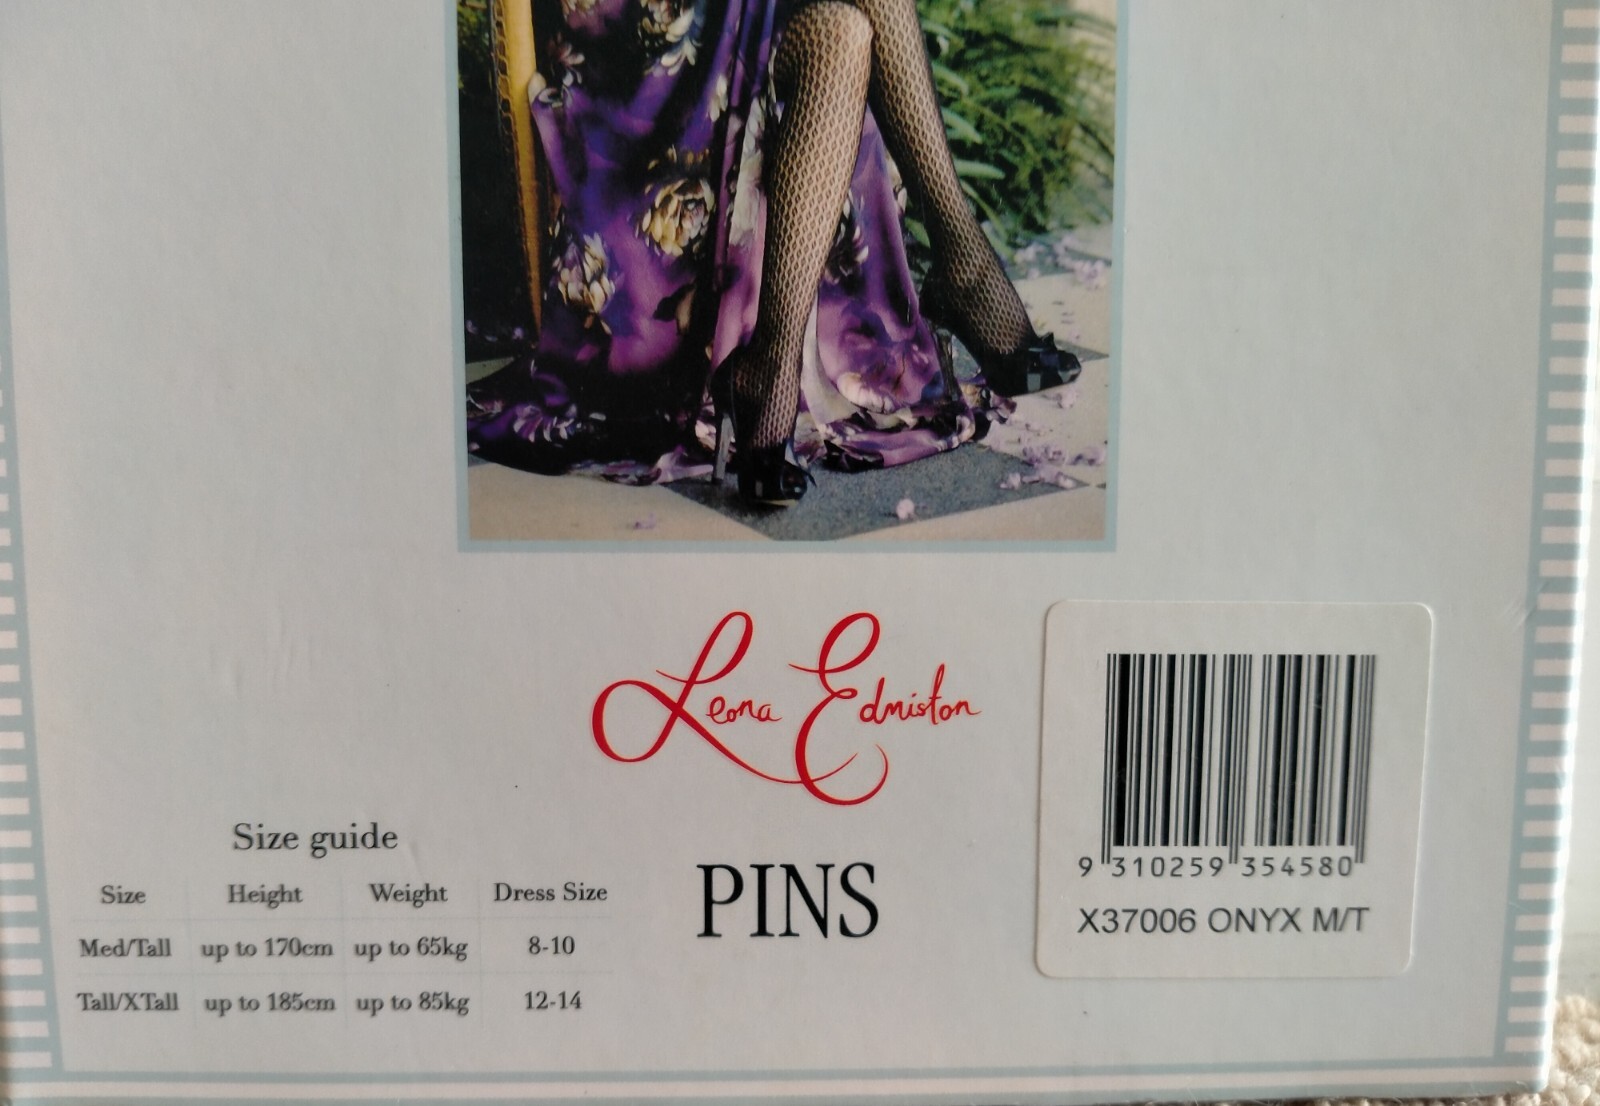 Leona Edmiston
PINS
Size guide
Size Height Weight Dress Size
Med/Tall up to 170cm up to 65kg 8-10
Tall/XTall up to 185cm up to 85kg 12-14
9 310259 354580
X37006 ONYX M/T